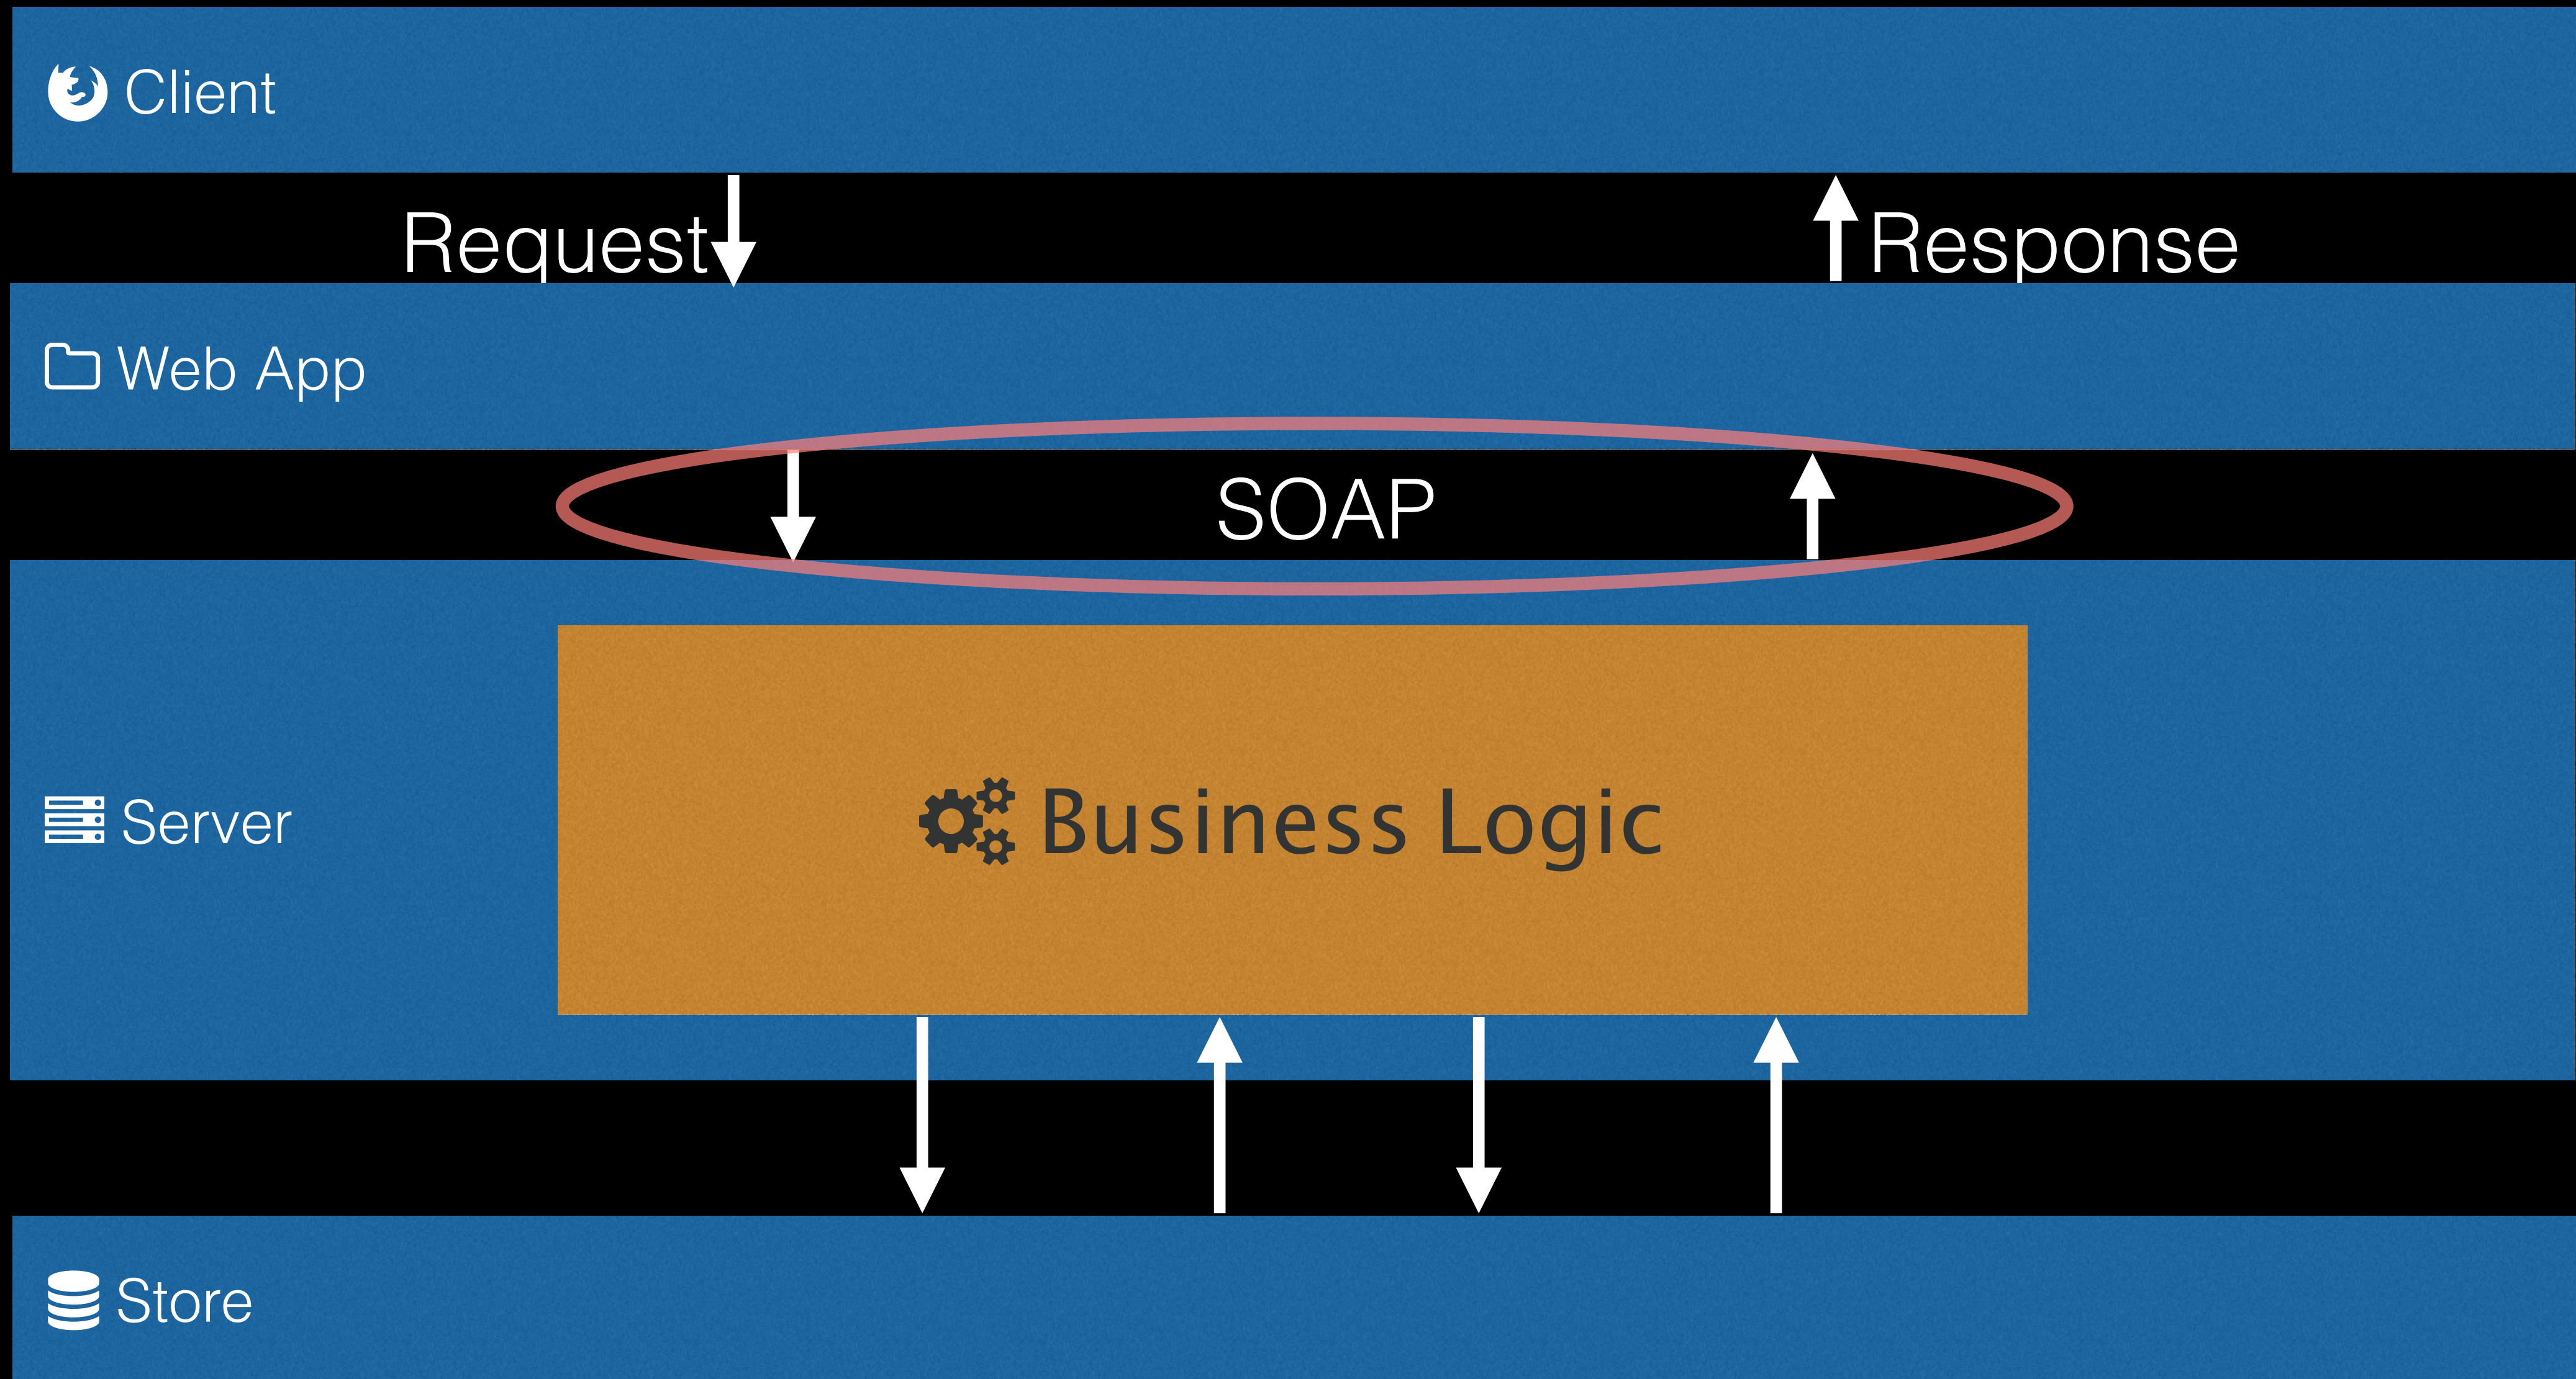 Client
Request
Response
Web App
SOAP
Server
Business Logic
Store